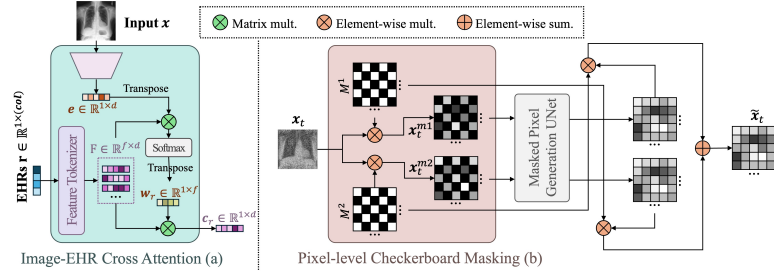 Input x
Matrix mult.
Element-wise mult.
Element-wise sum.
Transpose
e ∈ ℝ^{1×d}
EHRs r ∈ ℝ^{1×(col)}
Feature Tokenizer
F ∈ ℝ^{f×d}
...
Softmax
Transpose
w_r ∈ ℝ^{1×f}
c_r ∈ ℝ^{1×d}
Image-EHR Cross Attention (a)
x_t
M^1
...
x_t^{m1}
...
x_t^{m2}
...
M^2
...
Pixel-level Checkerboard Masking (b)
Masked Pixel
Generation UNet
...
...
x̃_t
...